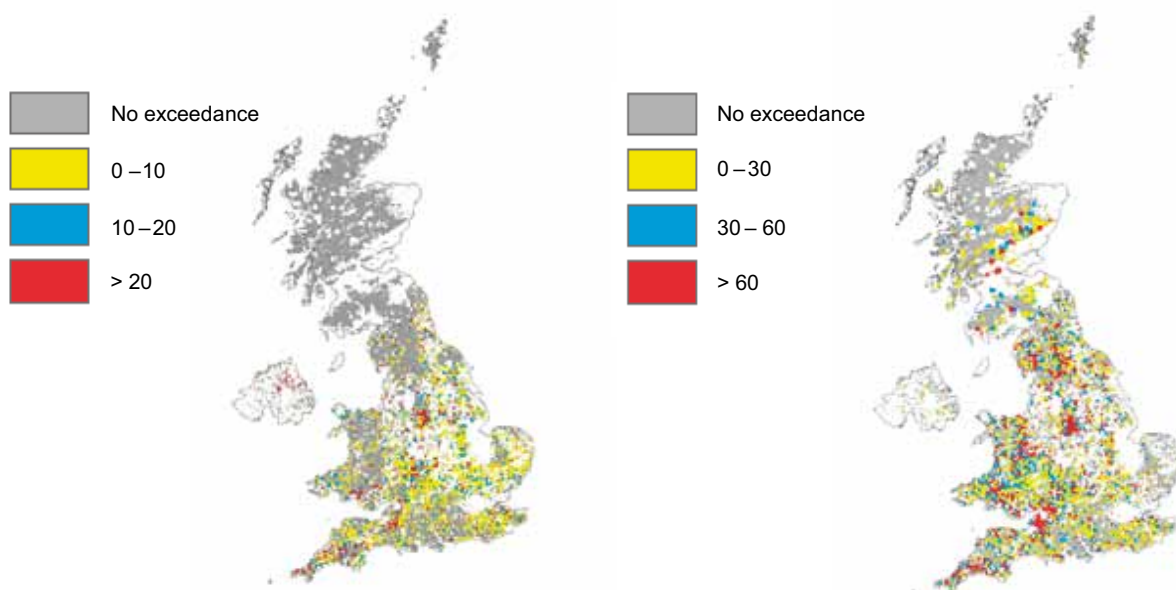 No exceedance
0 – 10
10 – 20
> 20
No exceedance
0 – 30
30 – 60
> 60